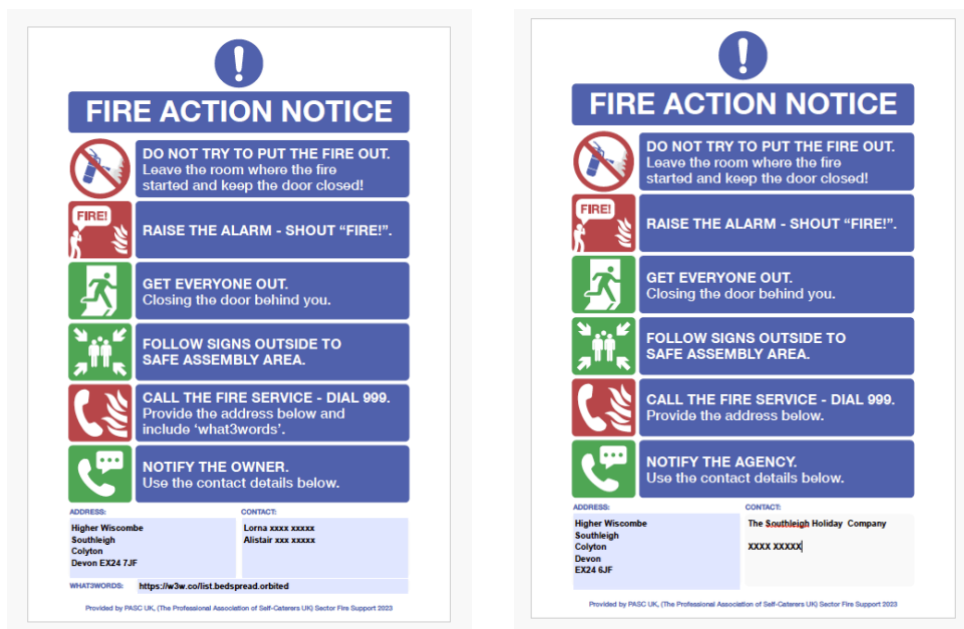 FIRE ACTION NOTICE
DO NOT TRY TO PUT THE FIRE OUT.
Leave the room where the fire
started and keep the door closed!
FIRE!
RAISE THE ALARM - SHOUT “FIRE!”.
GET EVERYONE OUT.
Closing the door behind you.
FOLLOW SIGNS OUTSIDE TO
SAFE ASSEMBLY AREA.
CALL THE FIRE SERVICE - DIAL 999.
Provide the address below and
include ‘what3words’.
NOTIFY THE OWNER.
Use the contact details below.
ADDRESS:
Higher Wiscombe
Southleigh
Colyton
Devon EX24 7JF
CONTACT:
Lorna xxxx xxxxx
Alistair xxx xxxxx
WHAT3WORDS: https://w3w.co/list.bedspread.orbited
Provided by PASC UK, (The Professional Association of Self-Caterers UK) Sector Fire Support 2023
FIRE ACTION NOTICE
DO NOT TRY TO PUT THE FIRE OUT.
Leave the room where the fire
started and keep the door closed!
FIRE!
RAISE THE ALARM - SHOUT “FIRE!”.
GET EVERYONE OUT.
Closing the door behind you.
FOLLOW SIGNS OUTSIDE TO
SAFE ASSEMBLY AREA.
CALL THE FIRE SERVICE - DIAL 999.
Provide the address below.
NOTIFY THE AGENCY.
Use the contact details below.
ADDRESS:
Higher Wiscombe
Southleigh
Colyton
Devon
EX24 6JF
CONTACT:
The Southleigh Holiday Company
xxxx xxxxx
Provided by PASC UK, (The Professional Association of Self-Caterers UK) Sector Fire Support 2023